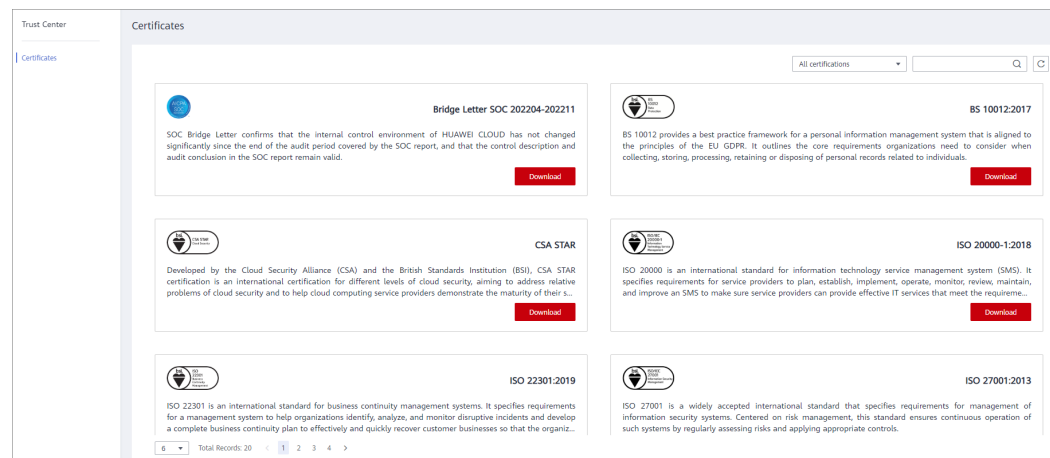 Trust Center
Certificates
Certificates
All certifications
Bridge Letter SOC 202204-202211
SOC Bridge Letter confirms that the internal control environment of HUAWEI CLOUD has not changed
significantly since the end of the audit period covered by the SOC report, and that the control description and
audit conclusion in the SOC report remain valid.
Download
BS 10012:2017
BS 10012 provides a best practice framework for a personal information management system that is aligned to
the principles of the EU GDPR. It outlines the core requirements organizations need to consider when
collecting, storing, processing, retaining or disposing of personal records related to individuals.
Download
CSA STAR
CSA STAR
Developed by the Cloud Security Alliance (CSA) and the British Standards Institution (BSI), CSA STAR
certification is an international certification for different levels of cloud security, aiming to address relative
problems of cloud security and to help cloud computing service providers demonstrate the maturity of their s...
Download
ISO 20000-1:2018
ISO 20000 is an international standard for information technology service management system (SMS). It
specifies requirements for service providers to plan, establish, implement, operate, monitor, review, maintain,
and improve an SMS to make sure service providers can provide effective IT services that meet the requireme...
Download
ISO 22301:2019
ISO 22301 is an international standard for business continuity management systems. It specifies requirements
for a management system to help organizations identify, analyze, and monitor disruptive incidents and develop
a complete business continuity plan to effectively and quickly recover customer businesses so that the organiz...
ISO 27001:2013
ISO 27001 is a widely accepted international standard that specifies requirements for management of
information security systems. Centered on risk management, this standard ensures continuous operation of
such systems by regularly assessing risks and applying appropriate controls.
6 Total Records: 20 < 1 2 3 4 >